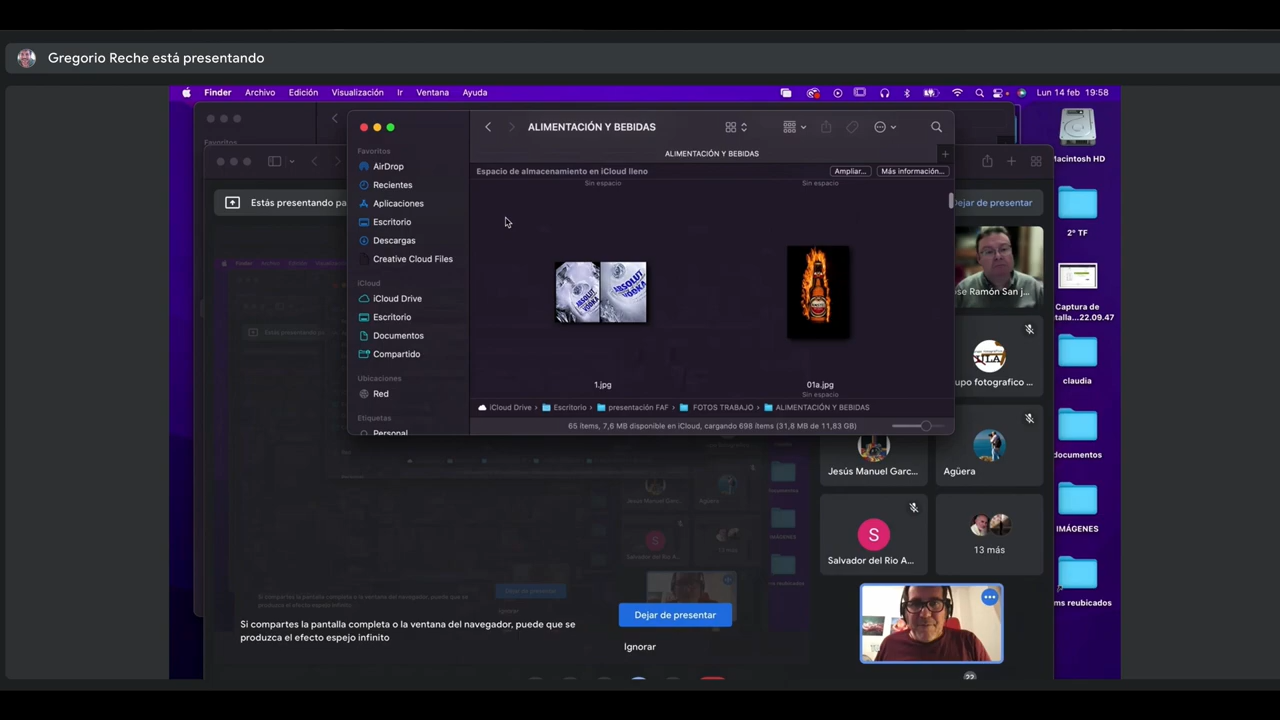 Gregorio Reche está presentando
Finder Archivo Edición Visualización Ir Ventana Ayuda
Lun 14 feb 19:58
ALIMENTACIÓN Y BEBIDAS
ALIMENTACIÓN Y BEBIDAS
Espacio de almacenamiento en iCloud lleno
Ampliar...
Más información...
Sin espacio
Sin espacio
Favoritos
AirDrop
Recientes
Aplicaciones
Escritorio
Descargas
Creative Cloud Files
iCloud
iCloud Drive
Escritorio
Documentos
Compartido
Ubicaciones
Red
Etiquetas
Personal
ABSOLUT VODKA
ABSOLUT VODKA
1.jpg
01a.jpg
Sin espacio
iCloud Drive › Escritorio › presentación FAF › FOTOS TRABAJO › ALIMENTACIÓN Y BEBIDAS
65 ítems, 7,6 MB disponible en iCloud, cargando 698 ítems (31,8 MB de 11,83 GB)
Favoritos
Estás presentando pa
Dejar de presentar
ose Ramón San j...
upo fotografico ...
Jesús Manuel Garc...
Agüera
S
Salvador del Rio A...
13 más
22
Macintosh HD
2º TF
Captura de
talla...22.09.47
claudia
documentos
IMÁGENES
ms reubicados
Si compartes la pantalla completa o la ventana del navegador, puede que se
produzca el efecto espejo infinito
Dejar de presentar
Ignorar